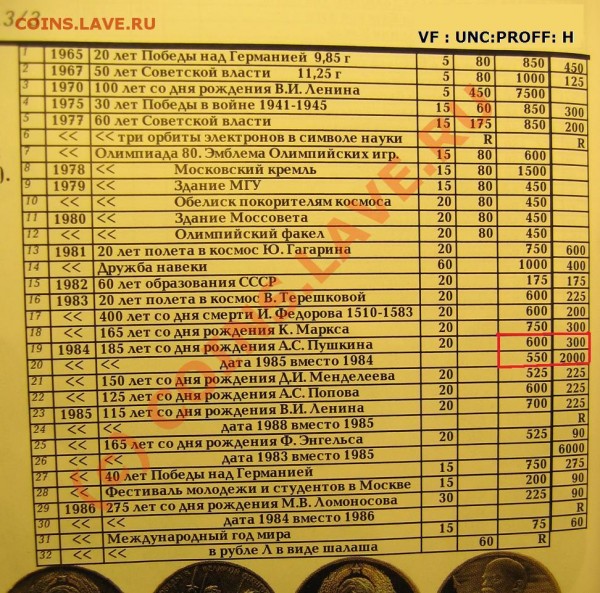 COINS.LAVE.RU
3/3
VF : UNC:PROFF: H
1 1965 20 лет Победы над Германией 9,85 г 5 80 850 450
2 1967 50 лет Советской власти 11,25 г 5 80 1000 125
3 1970 100 лет со дня рождения В.И. Ленина 5 450 7500
4 1975 30 лет Победы в войне 1941-1945 15 60 850 300
5 1977 60 лет Советской власти 15 175 850 200
6 << << три орбиты электронов в символе науки R R
7 << Олимпиада 80. Эмблема Олимпийских игр. 15 80 600
8 1978 << Московский кремль 15 80 1500
9 1979 << Здание МГУ 15 80 450
10 << << Обелиск покорителям космоса 20 80 450
11 1980 << Здание Моссовета 20 80 450
12 << << Олимпийский факел 20 80 450
13 1981 20 лет полета в космос Ю. Гагарина 20 750 600
14 << Дружба навеки 60 1000 400
15 1982 60 лет образования СССР 20 175 175
16 1983 20 лет полета в космос В. Терешковой 20 600 225
17 << 400 лет со дня смерти И. Федорова 1510-1583 20 600 200
18 << 165 лет со дня рождения К. Маркса 20 750 300
19 1984 185 лет со дня рождения А.С. Пушкина 20 600 300
20 << << дата 1985 вместо 1984 550 2000
21 << 150 лет со дня рождения Д.И. Менделеева 20 525 225
22 << 125 лет со дня рождения А.С. Попова 20 600 225
23 1985 115 лет со дня рождения В.И. Ленина 20 700 225
24 << << дата 1988 вместо 1985 R
25 << 165 лет со дня рождения Ф. Энгельса 20 525 90
26 << << дата 1983 вместо 1985 6000
27 << 40 лет Победы над Германией 15 750 275
28 << Фестиваль молодежи и студентов в Москве 15 200 90
29 1986 275 лет со дня рождения М.В. Ломоносова 30 225 90
30 << << дата 1984 вместо 1986 R
31 << Международный год мира 15 75 60
32 << << в рубле Л в виде шалаша 60 R R
(c) COINS.LAVE.RU